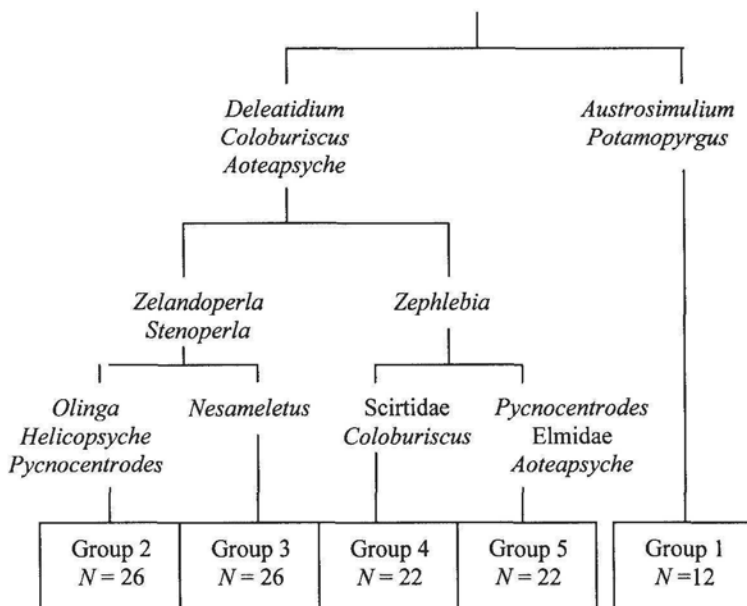 Deleatidium
Coloburiscus
Aoteapsyche
Austrosimulium
Potamopyrgus
Zelandoperla
Stenoperla
Zephlebia
Olinga
Helicopsyche
Pycnocentrodes
Nesameletus
Scirtidae
Coloburiscus
Pycnocentrodes
Elmidae
Aoteapsyche
Group 2
N = 26
Group 3
N = 26
Group 4
N = 22
Group 5
N = 22
Group 1
N =12